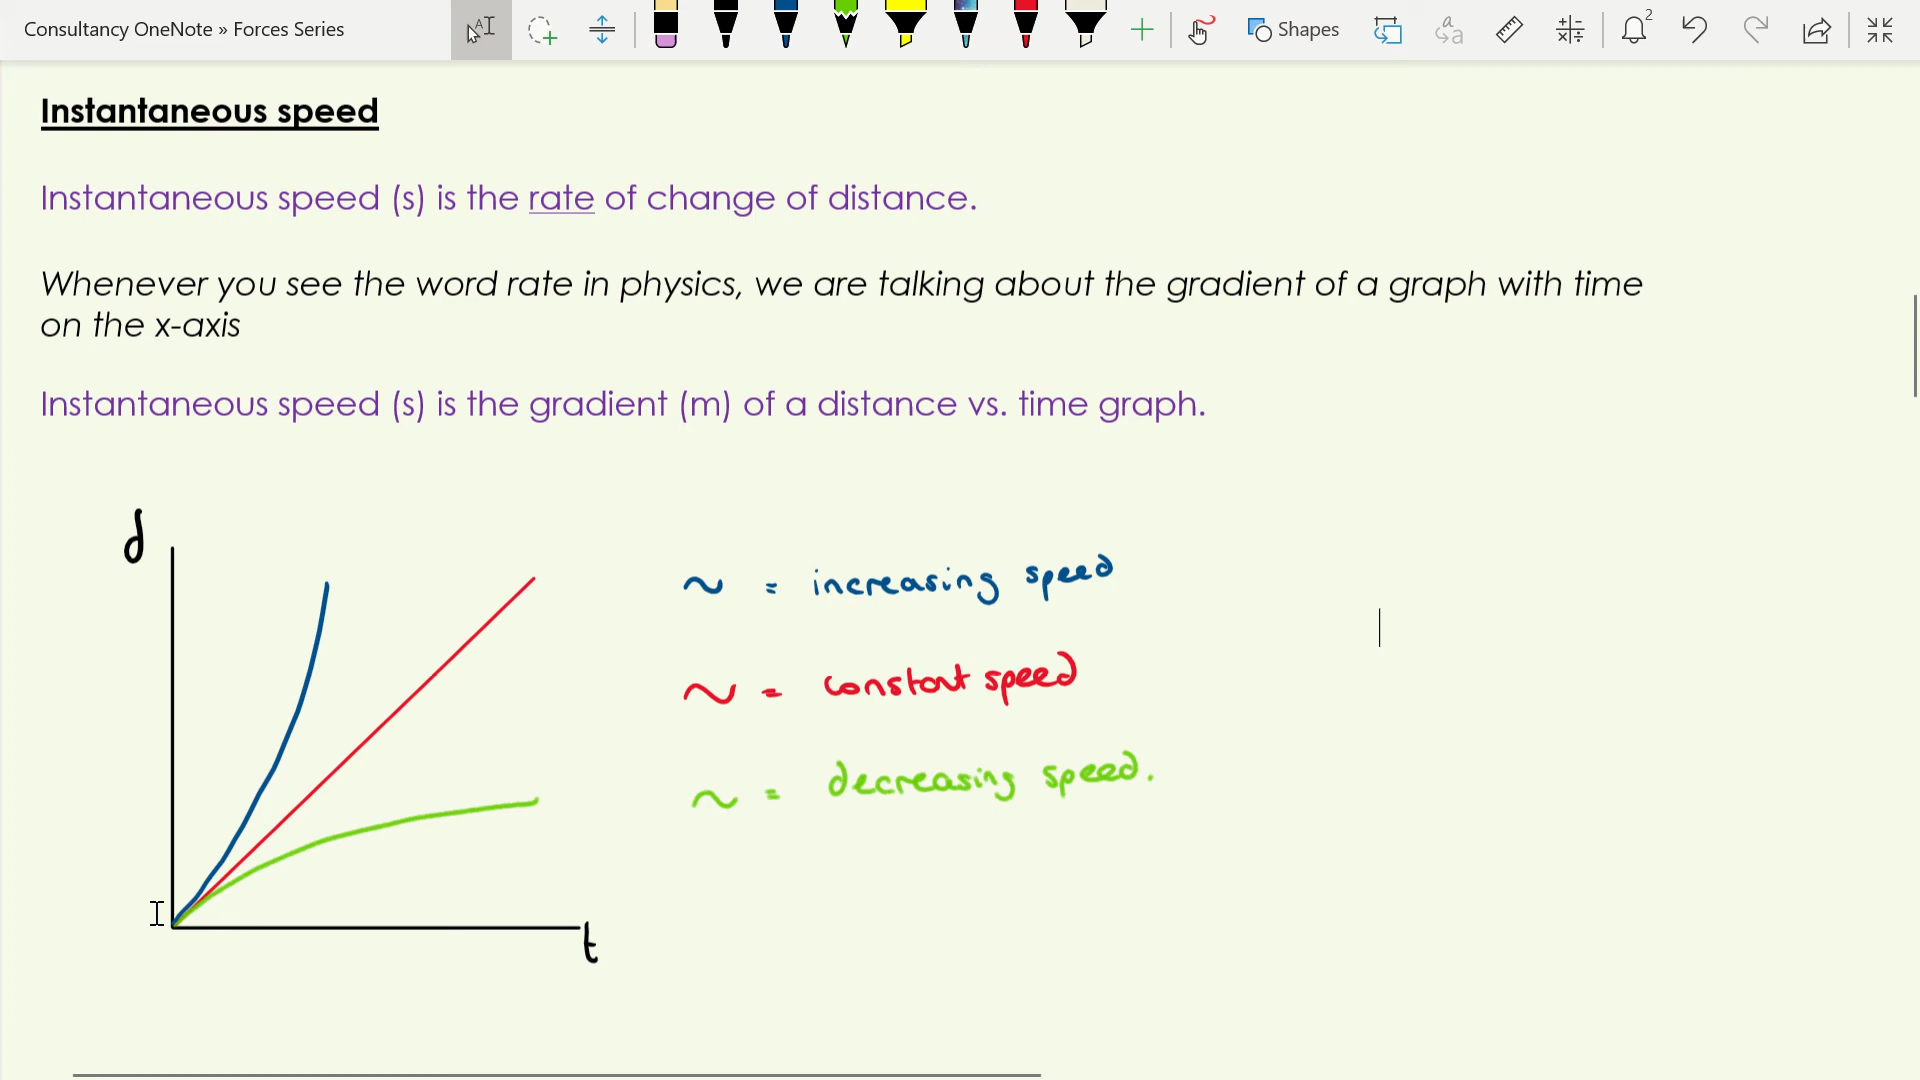 Consultancy OneNote » Forces Series
Shapes
2
Instantaneous speed
Instantaneous speed (s) is the rate of change of distance.
Whenever you see the word rate in physics, we are talking about the gradient of a graph with time
on the x-axis
Instantaneous speed (s) is the gradient (m) of a distance vs. time graph.
d
~ = increasing speed
~ = constant speed
~ = decreasing speed.
t